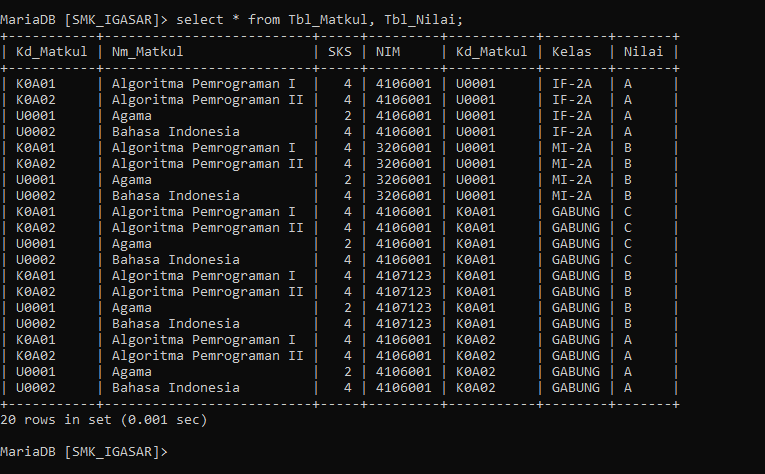 MariaDB [SMK_IGASAR]> select * from Tbl_Matkul, Tbl_Nilai;
+-----------+-------------------------+-----+---------+-----------+--------+-------+
| Kd_Matkul | Nm_Matkul               | SKS | NIM     | Kd_Matkul | Kelas  | Nilai |
+-----------+-------------------------+-----+---------+-----------+--------+-------+
| K0A01     | Algoritma Pemrograman I |   4 | 4106001 | U0001     | IF-2A  | A     |
| K0A02     | Algoritma Pemrograman II |   4 | 4106001 | U0001     | IF-2A  | A     |
| U0001     | Agama                   |   2 | 4106001 | U0001     | IF-2A  | A     |
| U0002     | Bahasa Indonesia        |   4 | 4106001 | U0001     | IF-2A  | A     |
| K0A01     | Algoritma Pemrograman I |   4 | 3206001 | U0001     | MI-2A  | B     |
| K0A02     | Algoritma Pemrograman II |   4 | 3206001 | U0001     | MI-2A  | B     |
| U0001     | Agama                   |   2 | 3206001 | U0001     | MI-2A  | B     |
| U0002     | Bahasa Indonesia        |   4 | 3206001 | U0001     | MI-2A  | B     |
| K0A01     | Algoritma Pemrograman I |   4 | 4106001 | K0A01     | GABUNG | C     |
| K0A02     | Algoritma Pemrograman II |   4 | 4106001 | K0A01     | GABUNG | C     |
| U0001     | Agama                   |   2 | 4106001 | K0A01     | GABUNG | C     |
| U0002     | Bahasa Indonesia        |   4 | 4106001 | K0A01     | GABUNG | C     |
| K0A01     | Algoritma Pemrograman I |   4 | 4107123 | K0A01     | GABUNG | B     |
| K0A02     | Algoritma Pemrograman II |   4 | 4107123 | K0A01     | GABUNG | B     |
| U0001     | Agama                   |   2 | 4107123 | K0A01     | GABUNG | B     |
| U0002     | Bahasa Indonesia        |   4 | 4107123 | K0A01     | GABUNG | B     |
| K0A01     | Algoritma Pemrograman I |   4 | 4106001 | K0A02     | GABUNG | A     |
| K0A02     | Algoritma Pemrograman II |   4 | 4106001 | K0A02     | GABUNG | A     |
| U0001     | Agama                   |   2 | 4106001 | K0A02     | GABUNG | A     |
| U0002     | Bahasa Indonesia        |   4 | 4106001 | K0A02     | GABUNG | A     |
+-----------+-------------------------+-----+---------+-----------+--------+-------+
20 rows in set (0.001 sec)
MariaDB [SMK_IGASAR]>